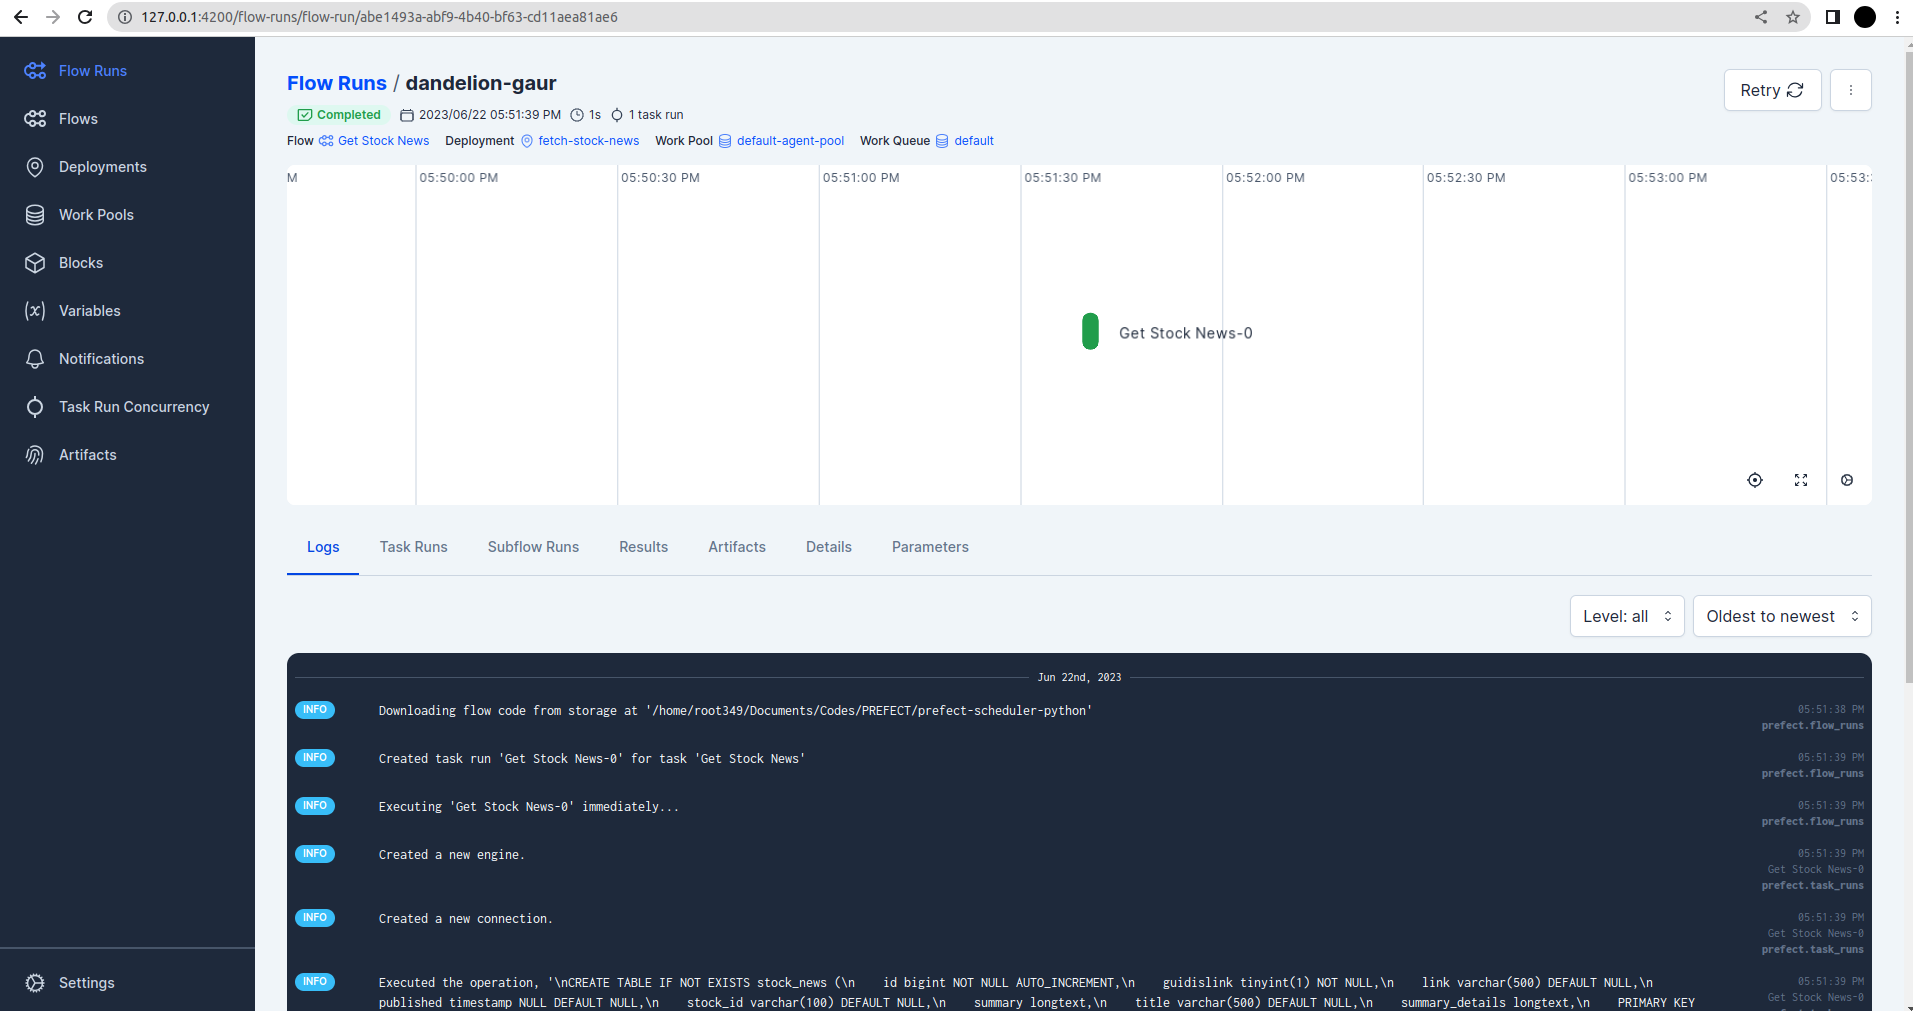 127.0.0.1:4200/flow-runs/flow-run/abe1493a-abf9-4b40-bf63-cd11aea81ae6
Flow Runs
Flows
Deployments
Work Pools
Blocks
Variables
Notifications
Task Run Concurrency
Artifacts
Settings
Flow Runs / dandelion-gaur
Retry
Completed 2023/06/22 05:51:39 PM 1s 1 task run
Flow Get Stock News Deployment fetch-stock-news Work Pool default-agent-pool Work Queue default
M 05:50:00 PM 05:50:30 PM 05:51:00 PM 05:51:30 PM 05:52:00 PM 05:52:30 PM 05:53:00 PM 05:53:
Get Stock News-0
Logs Task Runs Subflow Runs Results Artifacts Details Parameters
Level: all Oldest to newest
Jun 22nd, 2023
INFO Downloading flow code from storage at '/home/root349/Documents/Codes/PREFECT/prefect-scheduler-python' 05:51:38 PM
prefect.flow_runs
INFO Created task run 'Get Stock News-0' for task 'Get Stock News' 05:51:39 PM
prefect.flow_runs
INFO Executing 'Get Stock News-0' immediately... 05:51:39 PM
prefect.flow_runs
INFO Created a new engine. 05:51:39 PM
Get Stock News-0
prefect.task_runs
INFO Created a new connection. 05:51:39 PM
Get Stock News-0
prefect.task_runs
INFO Executed the operation, '\nCREATE TABLE IF NOT EXISTS stock_news (\n    id bigint NOT NULL AUTO_INCREMENT,\n    guidislink tinyint(1) NOT NULL,\n    link varchar(500) DEFAULT NULL,\n 05:51:39 PM
published timestamp NULL DEFAULT NULL,\n    stock_id varchar(100) DEFAULT NULL,\n    summary longtext,\n    title varchar(500) DEFAULT NULL,\n    summary_details longtext,\n    PRIMARY KEY Get Stock News-0